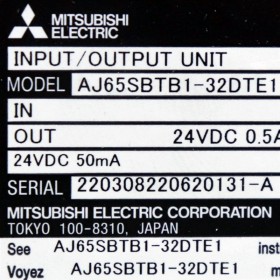 MITSUBISHI
ELECTRIC
INPUT/OUTPUT UNIT
MODEL AJ65SBTB1-32DTE1
IN
OUT 24VDC 0.5A
24VDC 50mA
SERIAL 220308220620131-A
MITSUBISHI ELECTRIC CORPORATION
TOKYO 100-8310, JAPAN
See AJ65SBTB1-32DTE1 inst
Voyez AJ65SBTB1-32DTE1 m